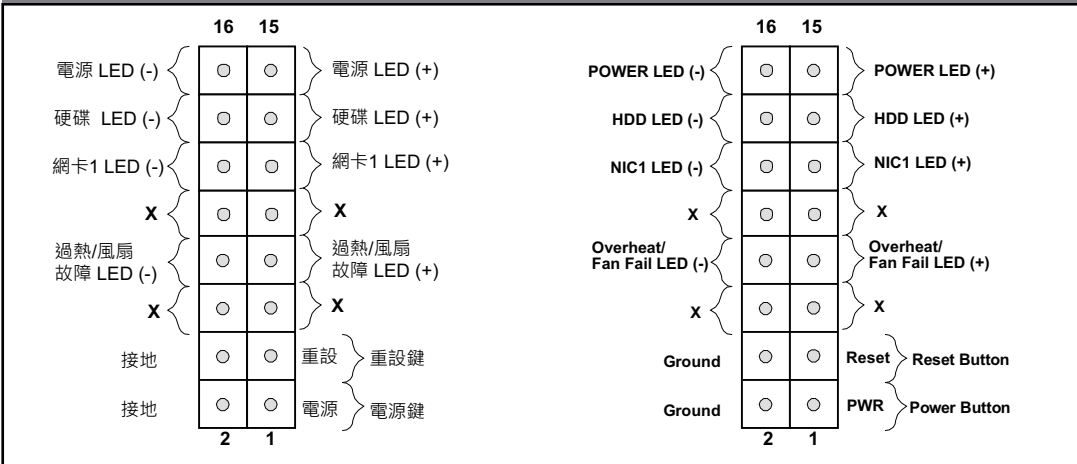 16 15
電源 LED (-) 電源 LED (+)
硬碟 LED (-) 硬碟 LED (+)
網卡1 LED (-) 網卡1 LED (+)
X X
過熱/風扇
故障 LED (-)
過熱/風扇
故障 LED (+)
X X
接地 重設 重設鍵
接地 電源 電源鍵
2 1
16 15
POWER LED (-) POWER LED (+)
HDD LED (-) HDD LED (+)
NIC1 LED (-) NIC1 LED (+)
X X
Overheat/
Fan Fail LED (-)
Overheat/
Fan Fail LED (+)
X X
Ground Reset Reset Button
Ground PWR Power Button
2 1